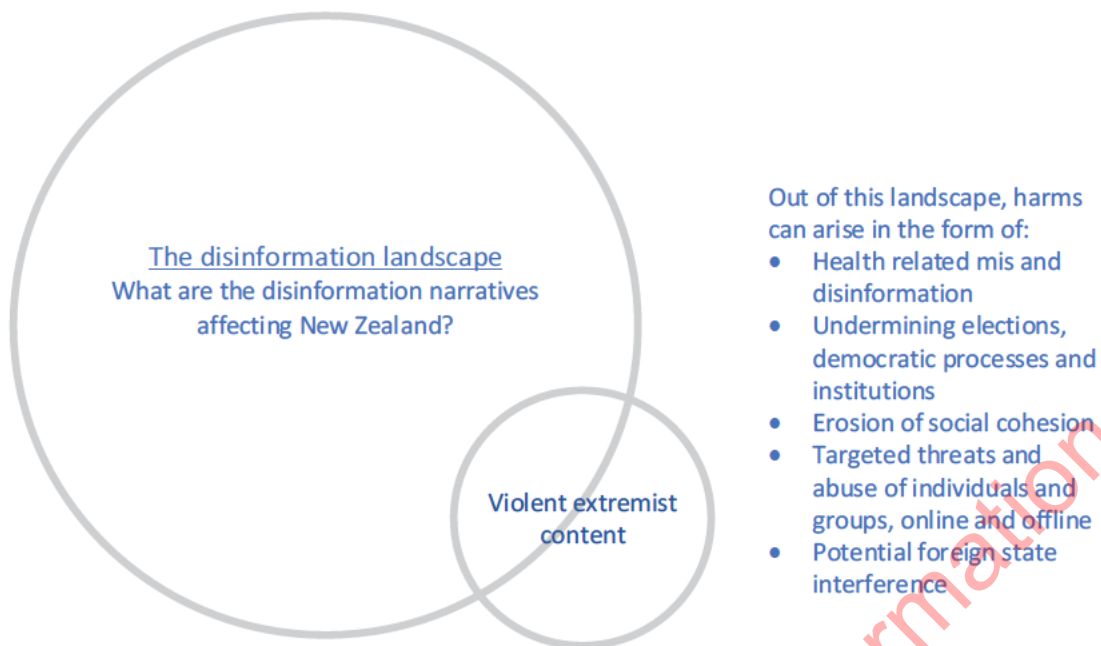 The disinformation landscape
What are the disinformation narratives
affecting New Zealand?
Violent extremist
content
Out of this landscape, harms
can arise in the form of:
• Health related mis and
disinformation
• Undermining elections,
democratic processes and
institutions
• Erosion of social cohesion
• Targeted threats and
abuse of individuals and
groups, online and offline
• Potential foreign state
interference